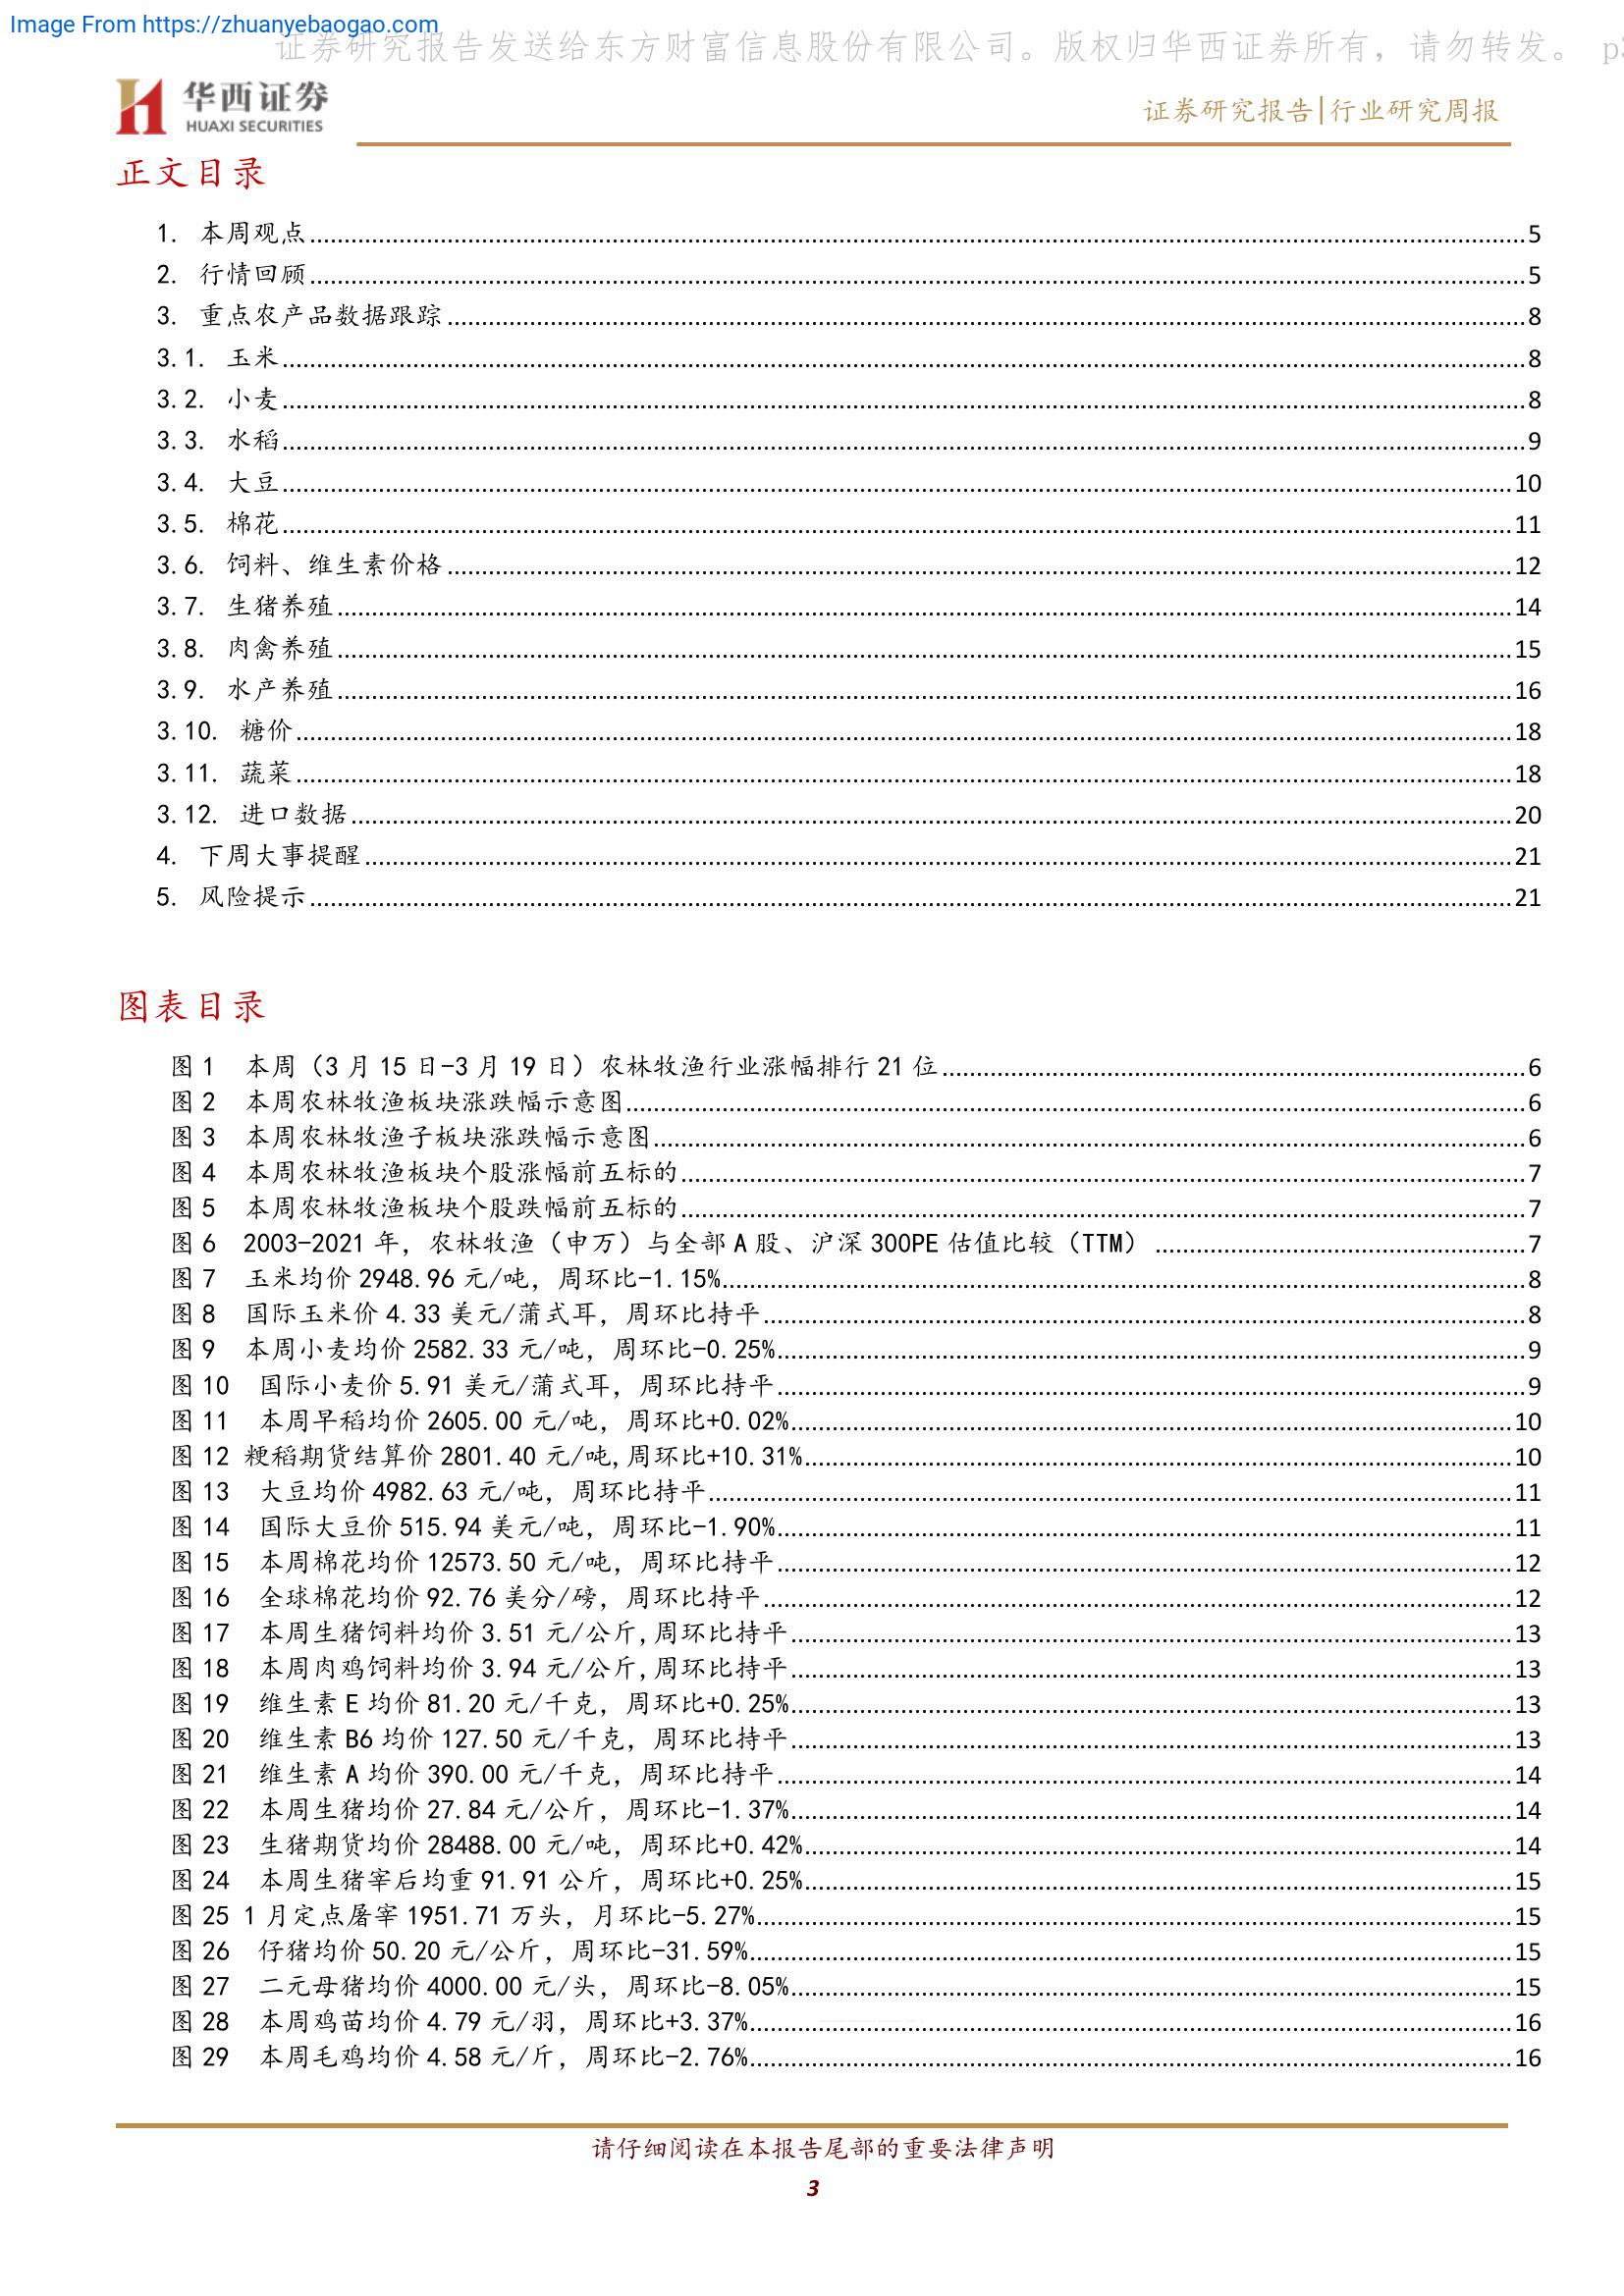 Image From https://zhuanyebaogao.com
证券研究报告发送给东方财富信息股份有限公司。版权归华西证券所有，请勿转发。 p3
华西证券
HUAXI SECURITIES
证券研究报告|行业研究周报
正文目录
1. 本周观点 5
2. 行情回顾 5
3. 重点农产品数据跟踪 8
3.1. 玉米 8
3.2. 小麦 8
3.3. 水稻 9
3.4. 大豆 10
3.5. 棉花 11
3.6. 饲料、维生素价格 12
3.7. 生猪养殖 14
3.8. 肉禽养殖 15
3.9. 水产养殖 16
3.10. 糖价 18
3.11. 蔬菜 18
3.12. 进口数据 20
4. 下周大事提醒 21
5. 风险提示 21
图表目录
图 1 本周（3 月 15 日-3 月 19 日）农林牧渔行业涨幅排行 21 位 6
图 2 本周农林牧渔板块涨跌幅示意图 6
图 3 本周农林牧渔子板块涨跌幅示意图 6
图 4 本周农林牧渔板块个股涨幅前五标的 7
图 5 本周农林牧渔板块个股跌幅前五标的 7
图 6 2003-2021 年，农林牧渔（申万）与全部 A 股、沪深 300PE 估值比较（TTM） 7
图 7 玉米均价 2948.96 元/吨，周环比-1.15% 8
图 8 国际玉米价 4.33 美元/蒲式耳，周环比持平 8
图 9 本周小麦均价 2582.33 元/吨，周环比-0.25% 9
图 10 国际小麦价 5.91 美元/蒲式耳，周环比持平 9
图 11 本周早稻均价 2605.00 元/吨，周环比+0.02% 10
图 12 粳稻期货结算价 2801.40 元/吨,周环比+10.31% 10
图 13 大豆均价 4982.63 元/吨，周环比持平 11
图 14 国际大豆价 515.94 美元/吨，周环比-1.90% 11
图 15 本周棉花均价 12573.50 元/吨，周环比持平 12
图 16 全球棉花均价 92.76 美分/磅，周环比持平 12
图 17 本周生猪饲料均价 3.51 元/公斤,周环比持平 13
图 18 本周肉鸡饲料均价 3.94 元/公斤,周环比持平 13
图 19 维生素 E 均价 81.20 元/千克，周环比+0.25% 13
图 20 维生素 B6 均价 127.50 元/千克，周环比持平 13
图 21 维生素 A 均价 390.00 元/千克，周环比持平 14
图 22 本周生猪均价 27.84 元/公斤，周环比-1.37% 14
图 23 生猪期货均价 28488.00 元/吨，周环比+0.42% 14
图 24 本周生猪宰后均重 91.91 公斤，周环比+0.25% 15
图 25 1 月定点屠宰 1951.71 万头，月环比-5.27% 15
图 26 仔猪均价 50.20 元/公斤，周环比-31.59% 15
图 27 二元母猪均价 4000.00 元/头，周环比-8.05% 15
图 28 本周鸡苗均价 4.79 元/羽，周环比+3.37% 16
图 29 本周毛鸡均价 4.58 元/斤，周环比-2.76% 16
请仔细阅读在本报告尾部的重要法律声明
3